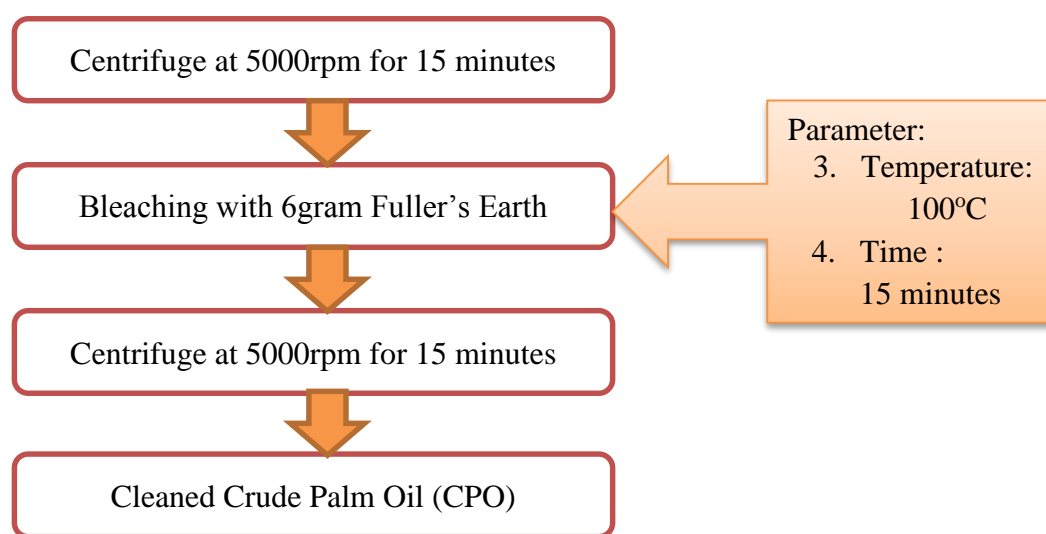 Centrifuge at 5000rpm for 15 minutes
Bleaching with 6gram Fuller’s Earth
Centrifuge at 5000rpm for 15 minutes
Cleaned Crude Palm Oil (CPO)
Parameter:
3. Temperature:
100°C
4. Time :
15 minutes